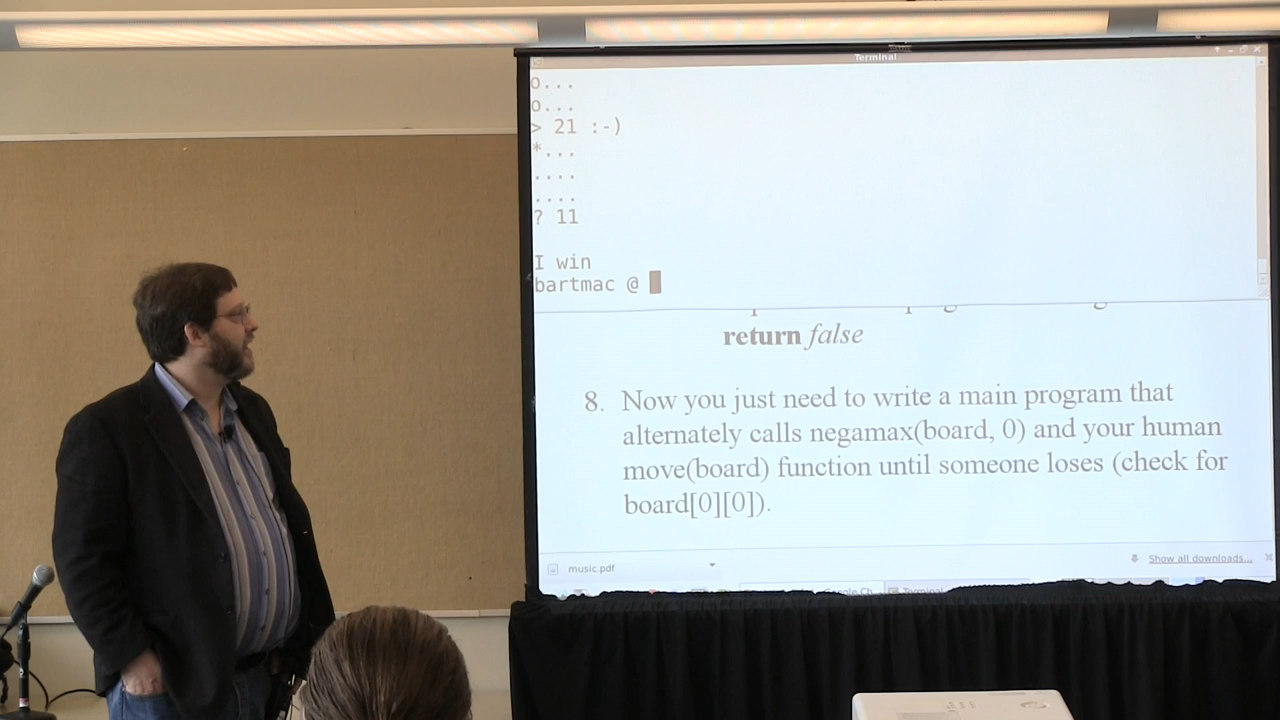 Terminal
o...
o...
> 21 :-)
*...
....
....
? 11
I win
bartmac @
return false
8. Now you just need to write a main program that
alternately calls negamax(board, 0) and your human
move(board) function until someone loses (check for
board[0][0]).
music.pdf
Show all downloads...
Terminal